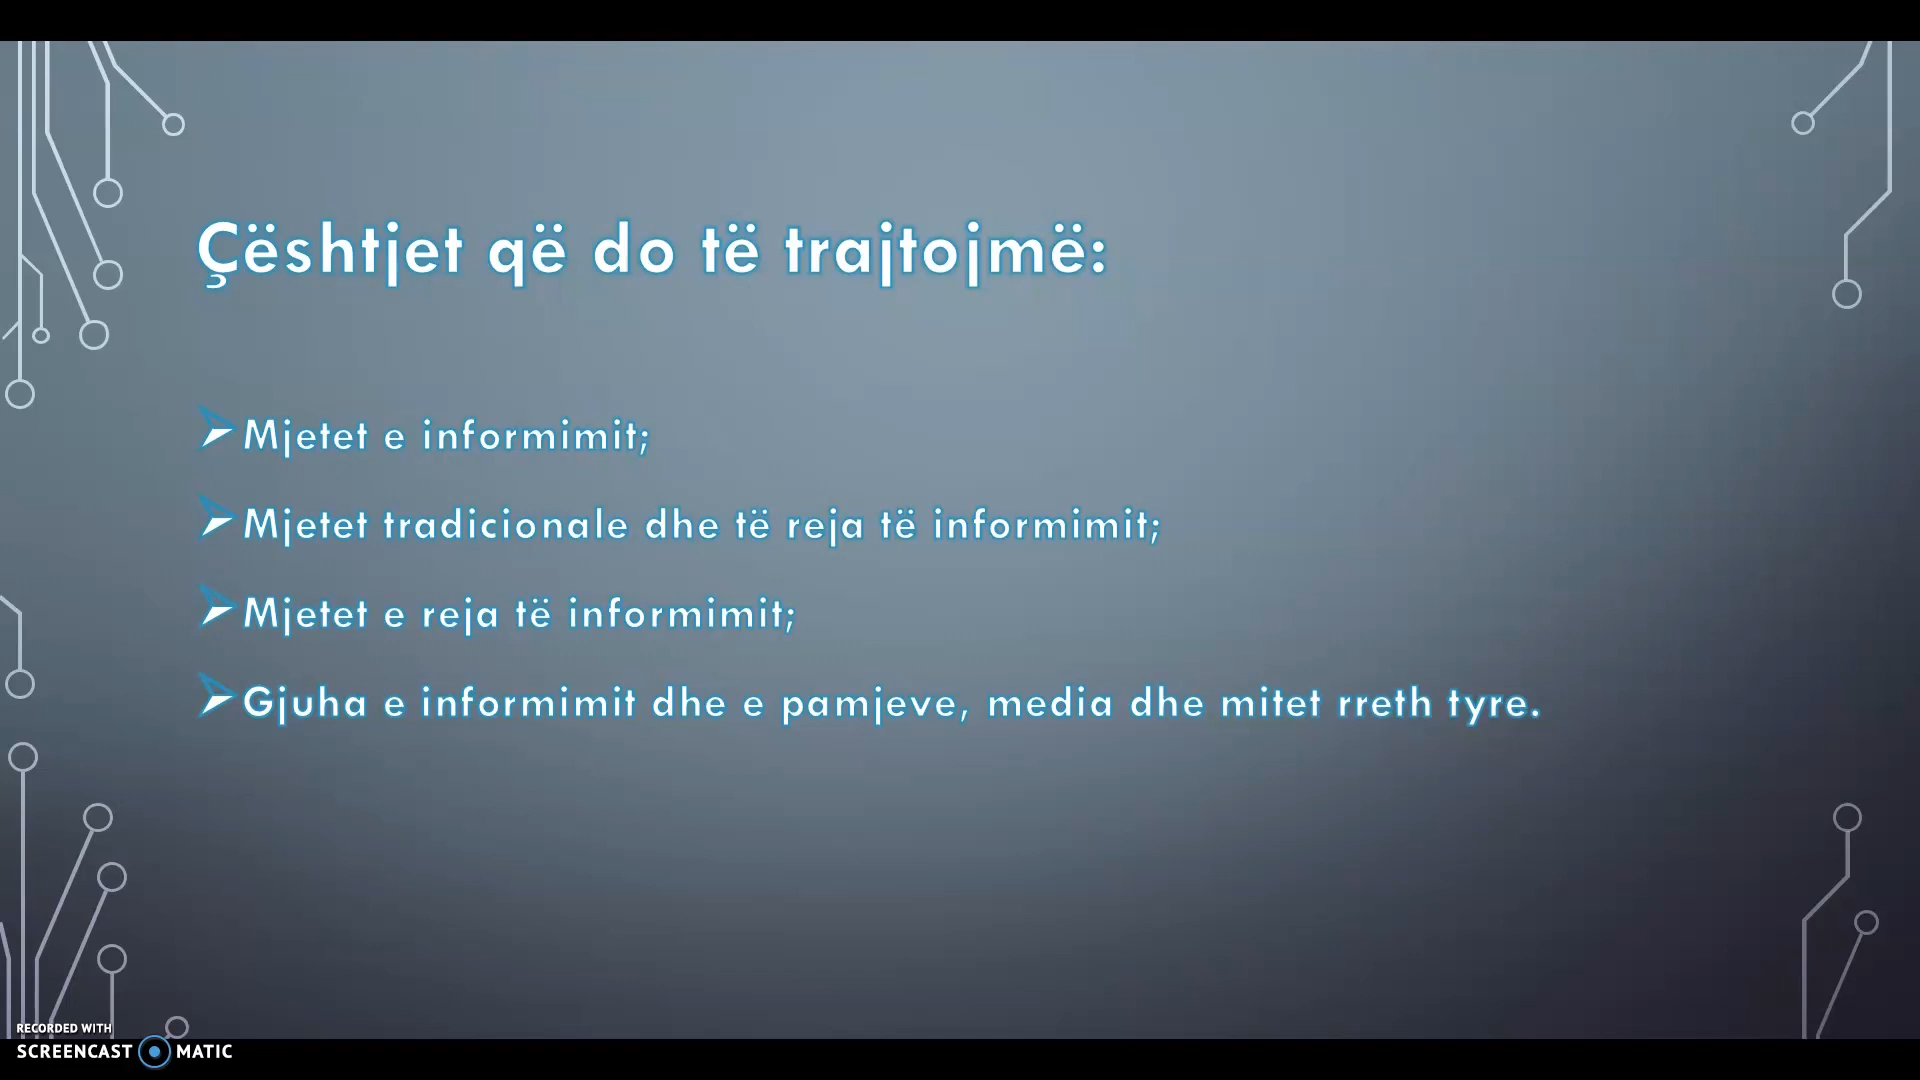 Çështjet që do të trajtojmë:
Mjetet e informimit;
Mjetet tradicionale dhe të reja të informimit;
Mjetet e reja të informimit;
Gjuha e informimit dhe e pamjeve, media dhe mitet rreth tyre.
RECORDED WITH
SCREENCAST MATIC